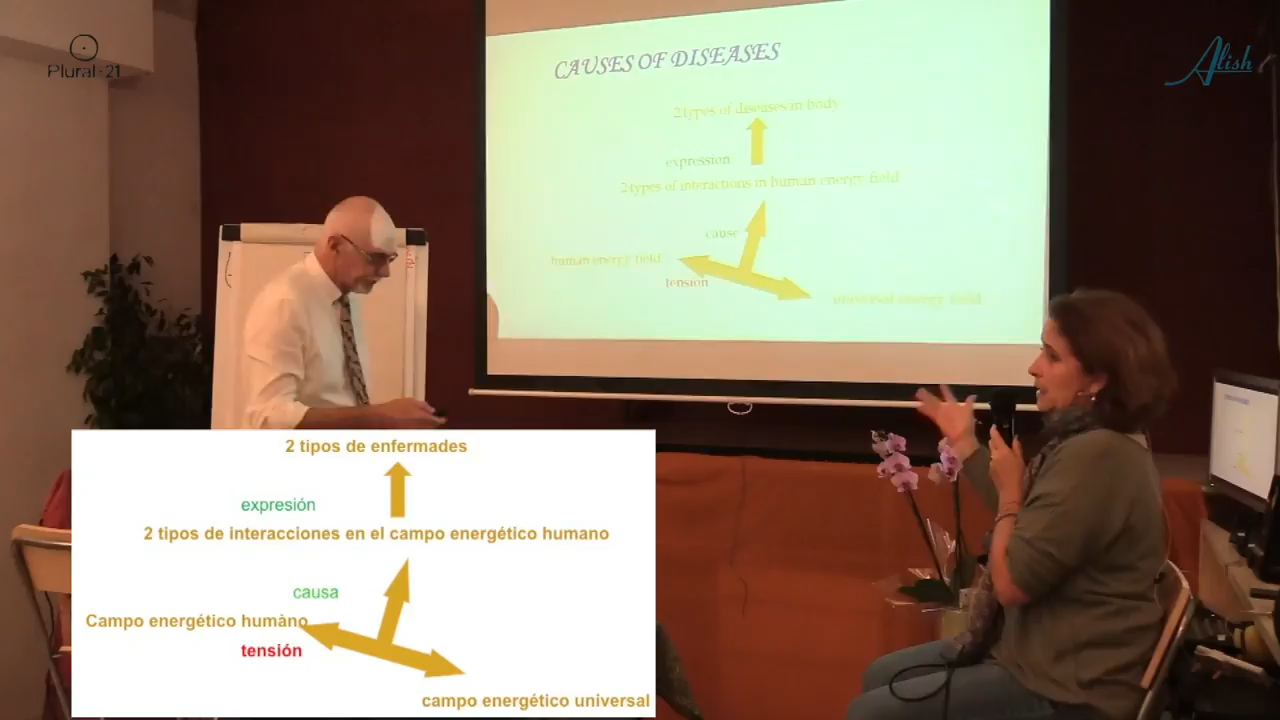 Plural-21
Alish
CAUSES OF DISEASES
2 types of diseases in body
expression
2 types of interactions in human energy field
cause
human energy field
tension
universal energy field
2 tipos de enfermades
expresión
2 tipos de interacciones en el campo energético humano
causa
Campo energético humàno
tensión
campo energético universal